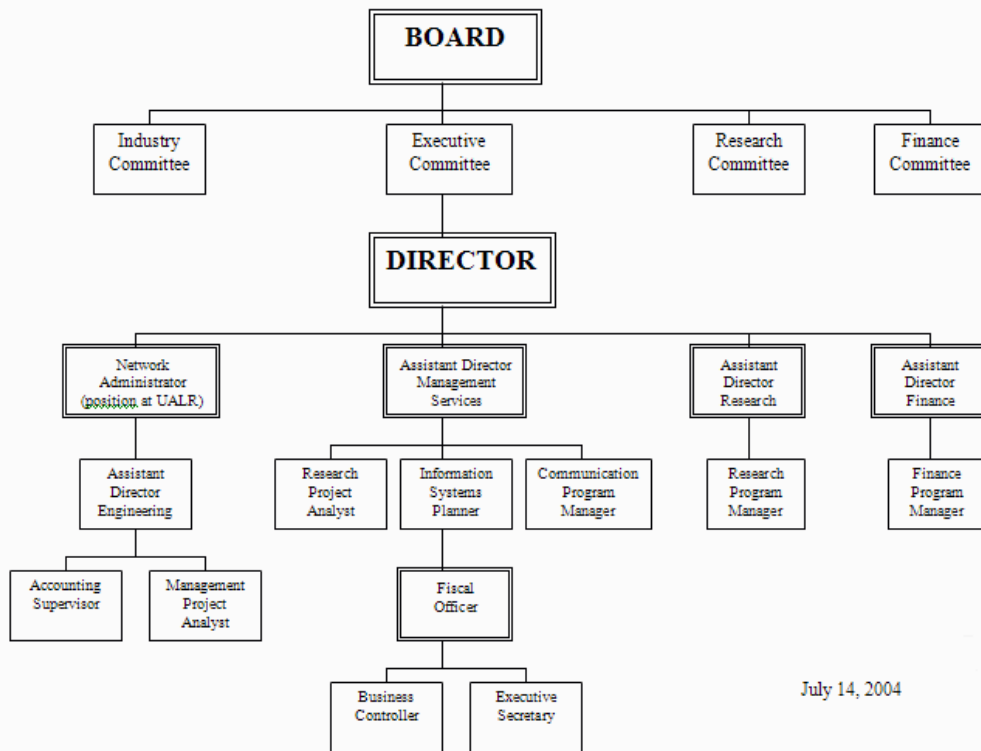 BOARD
Industry
Committee
Executive
Committee
Research
Committee
Finance
Committee
DIRECTOR
Network
Administrator
(position at UALR)
Assistant Director
Management
Services
Assistant
Director
Research
Assistant
Director
Finance
Assistant
Director
Engineering
Research
Project
Analyst
Information
Systems
Planner
Communication
Program
Manager
Research
Program
Manager
Finance
Program
Manager
Accounting
Supervisor
Management
Project
Analyst
Fiscal
Officer
Business
Controller
Executive
Secretary
July 14, 2004